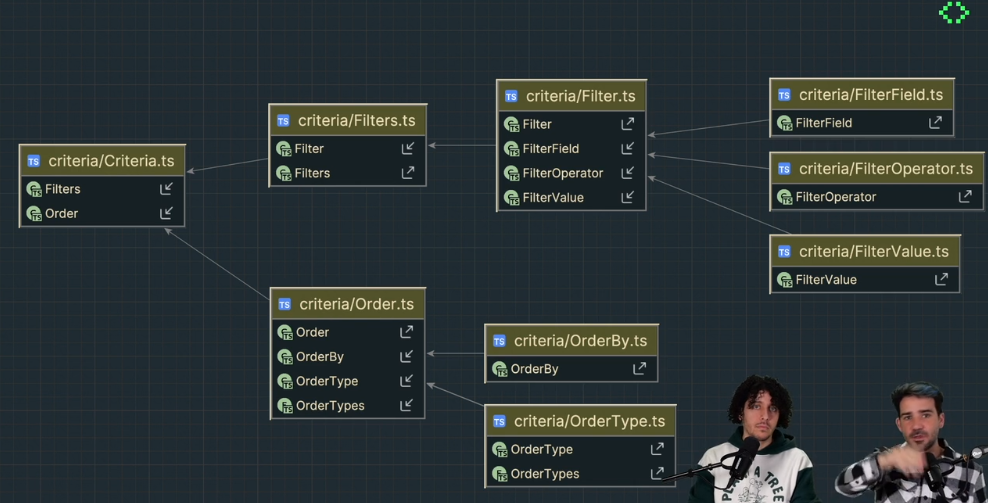 TS criteria/Criteria.ts
Filters
Order
TS criteria/Filters.ts
Filter
Filters
TS criteria/Filter.ts
Filter
FilterField
FilterOperator
FilterValue
TS criteria/FilterField.ts
FilterField
TS criteria/FilterOperator.ts
FilterOperator
TS criteria/FilterValue.ts
FilterValue
TS criteria/Order.ts
Order
OrderBy
OrderType
OrderTypes
TS criteria/OrderBy.ts
OrderBy
TS criteria/OrderType.ts
OrderType
OrderTypes
A TREE